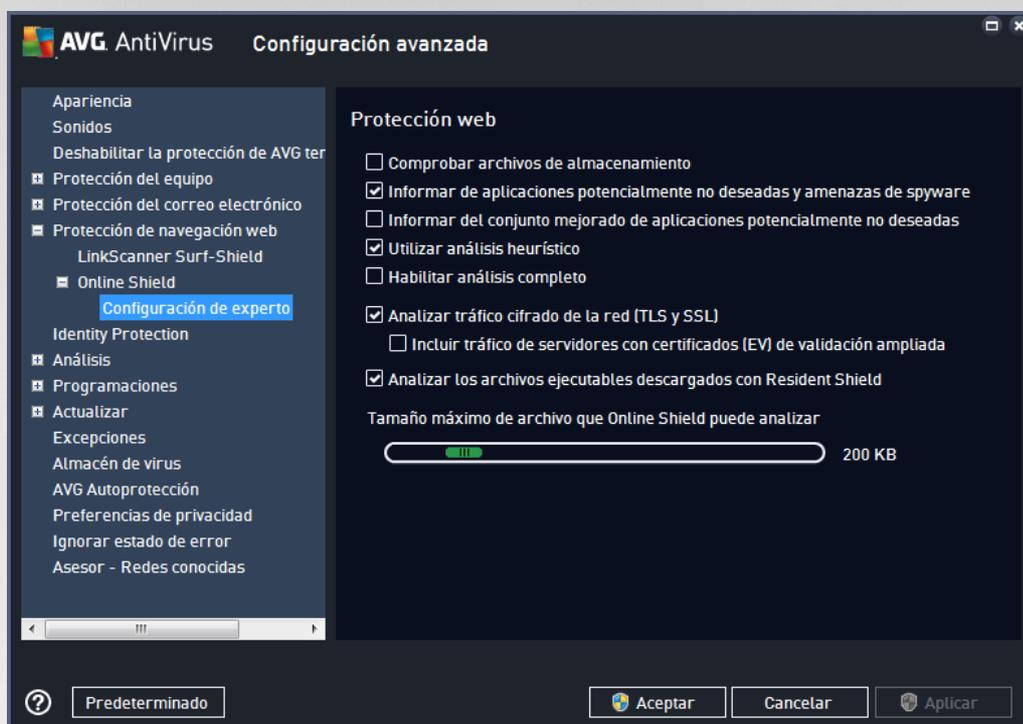 AVG. AntiVirus Configuración avanzada
Apariencia
Sonidos
Deshabilitar la protección de AVG ter
Protección del equipo
Protección del correo electrónico
Protección de navegación web
LinkScanner Surf-Shield
Online Shield
Configuración de experto
Identity Protection
Análisis
Programaciones
Actualizar
Excepciones
Almacén de virus
AVG Autoprotección
Preferencias de privacidad
Ignorar estado de error
Asesor - Redes conocidas
Protección web
Comprobar archivos de almacenamiento
Informar de aplicaciones potencialmente no deseadas y amenazas de spyware
Informar del conjunto mejorado de aplicaciones potencialmente no deseadas
Utilizar análisis heurístico
Habilitar análisis completo
Analizar tráfico cifrado de la red (TLS y SSL)
Incluir tráfico de servidores con certificados (EV) de validación ampliada
Analizar los archivos ejecutables descargados con Resident Shield
Tamaño máximo de archivo que Online Shield puede analizar
200 KB
Predeterminado
Aceptar
Cancelar
Aplicar